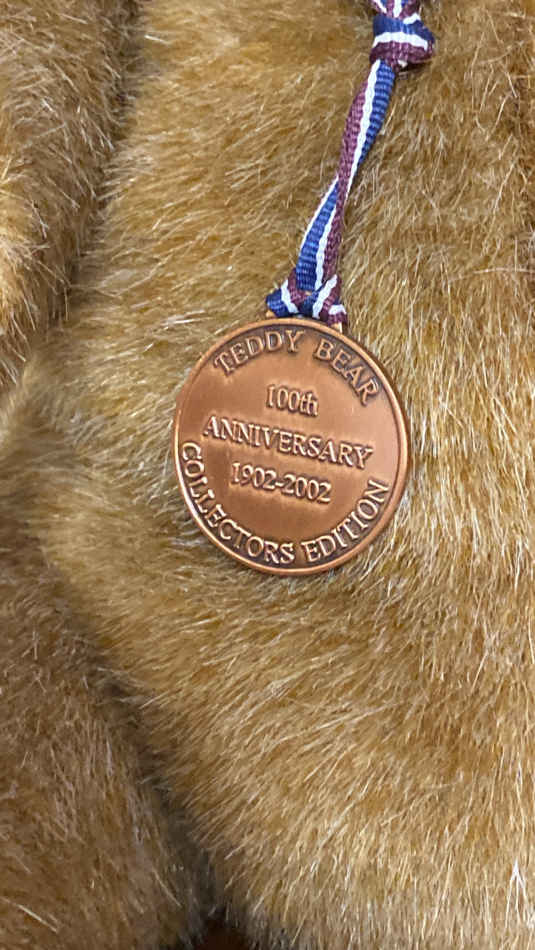 TEDDY BEAR
100th
ANNIVERSARY
1902-2002
COLLECTORS EDITION